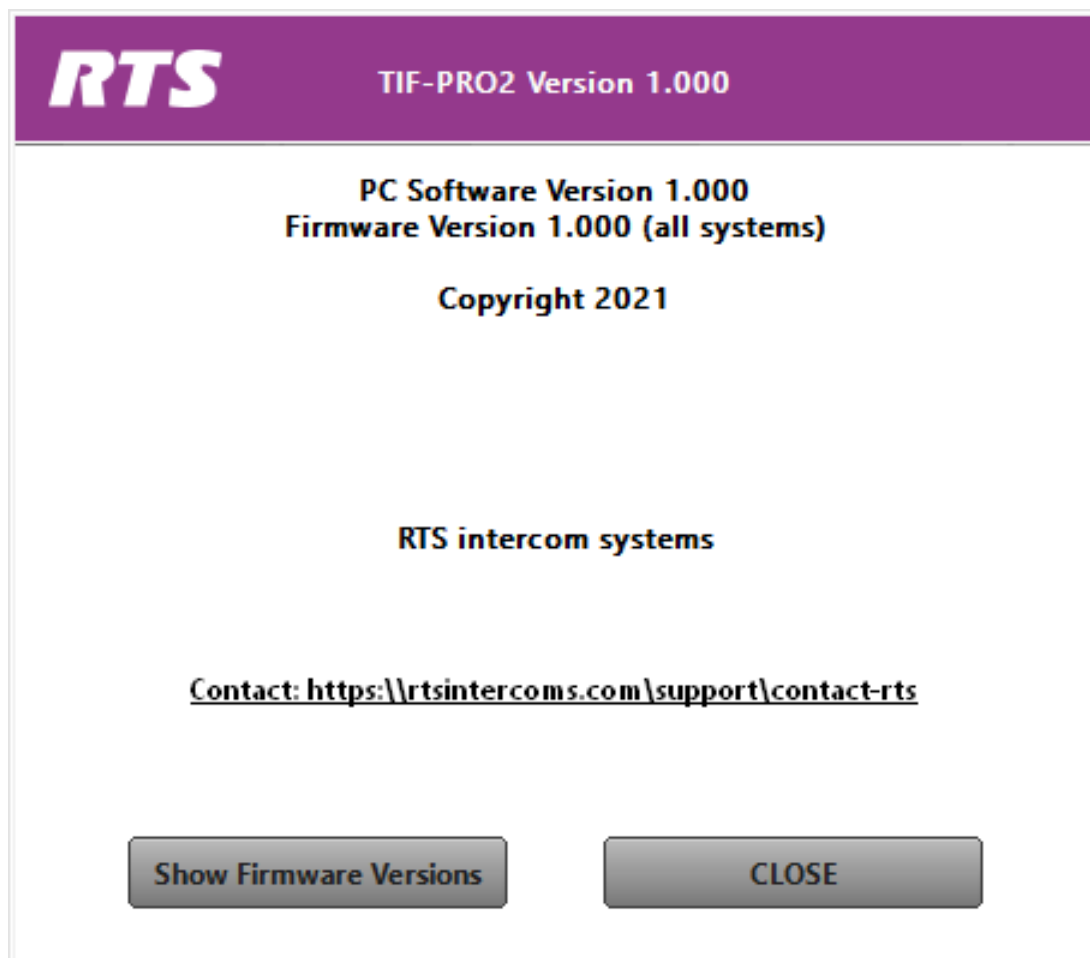 RTS
TIF-PRO2 Version 1.000
PC Software Version 1.000
Firmware Version 1.000 (all systems)
Copyright 2021
RTS intercom systems
Contact: https:\\rtsintercoms.com\support\contact-rts
Show Firmware Versions
CLOSE